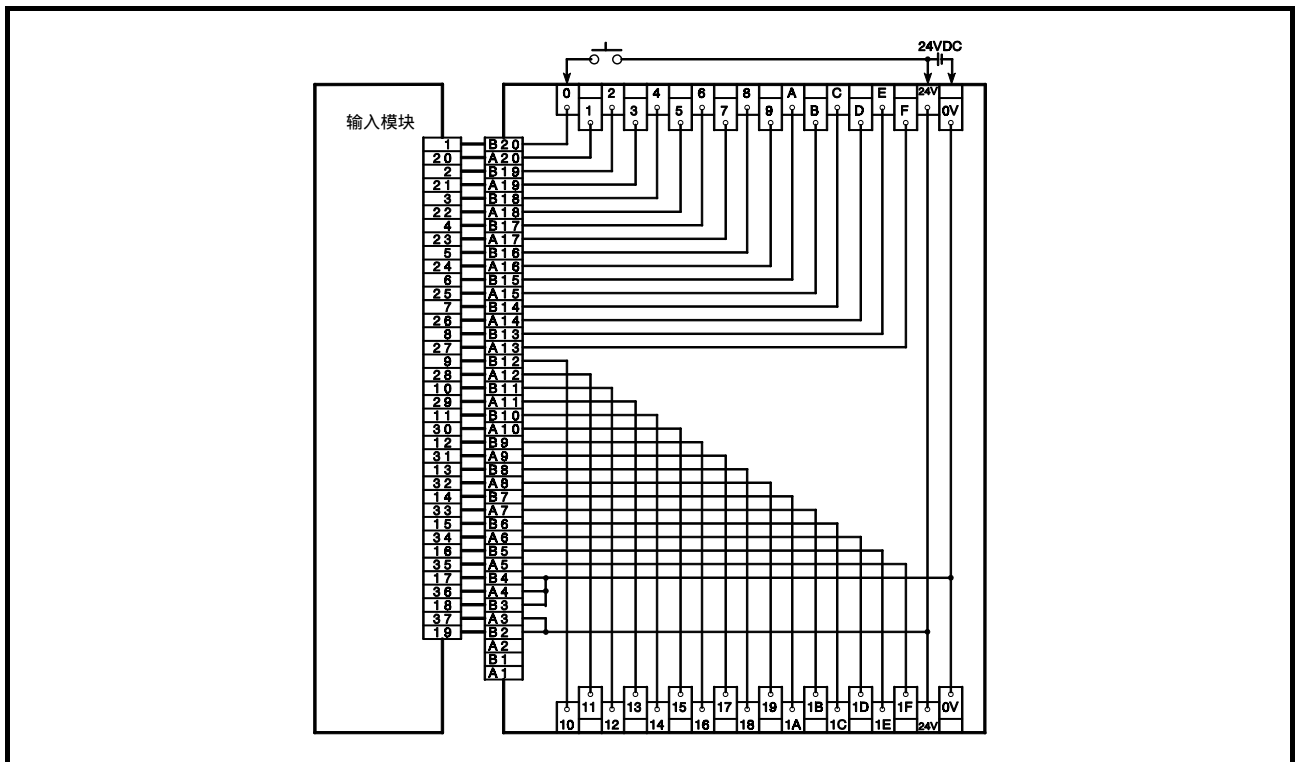 24VDC
0 2 4 6 8 A C E 24V
1 3 5 7 9 B D F 0V
输入模块
1 B20
20 A20
2 B19
21 A19
3 B18
22 A18
4 B17
23 A17
5 B16
24 A16
6 B15
25 A15
7 B14
26 A14
8 B13
27 A13
9 B12
28 A12
10 B11
29 A11
11 B10
30 A10
12 B9
31 A9
13 B8
32 A8
14 B7
33 A7
15 B6
34 A6
16 B5
35 A5
17 B4
36 A4
18 B3
37 A3
19 B2
A2
B1
A1
11 13 15 17 19 1B 1D 1F 0V
10 12 14 16 18 1A 1C 1E 24V